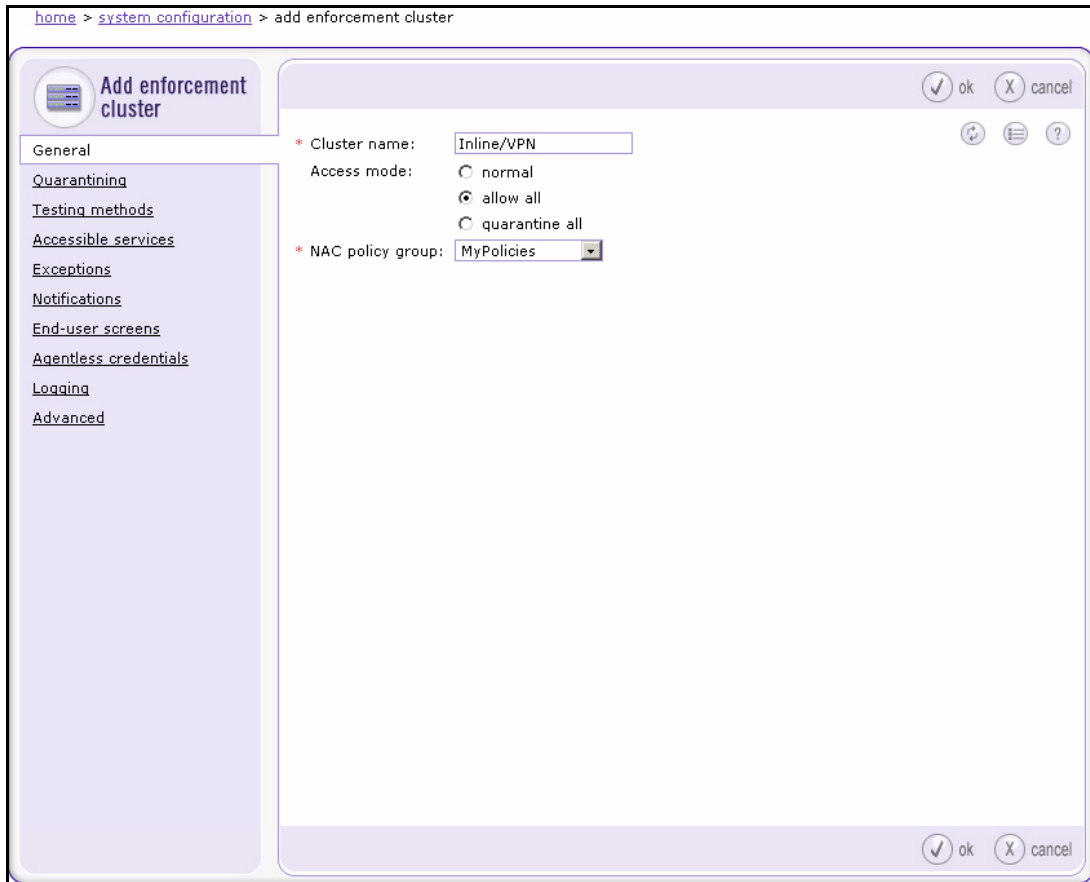 home > system configuration > add enforcement cluster
Add enforcement
cluster
ok cancel
General
Quarantining
Testing methods
Accessible services
Exceptions
Notifications
End-user screens
Agentless credentials
Logging
Advanced
* Cluster name: Inline/VPN
?
Access mode: normal
allow all
quarantine all
* NAC policy group: MyPolicies
ok cancel